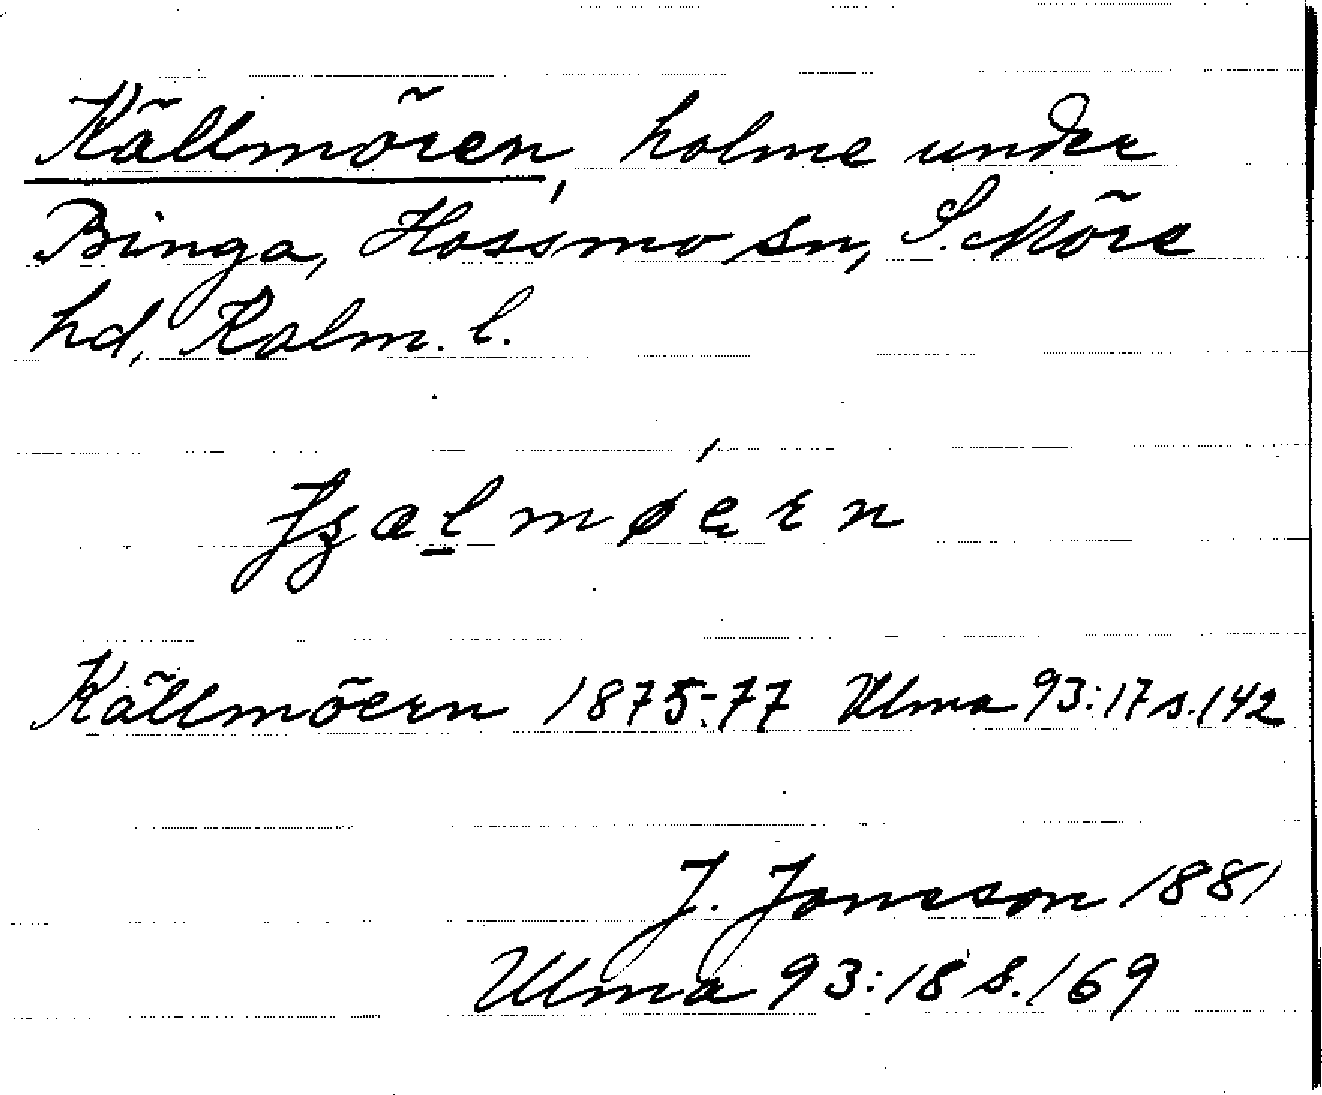 Källmören, holme under
Binga, Hossmo sn, S. Möre
hd, Kalm. l.
Källmöern 1875-77 Ulma 93:17 s. 142
J. Jonsson 1881
Ulma 93:18 s. 169